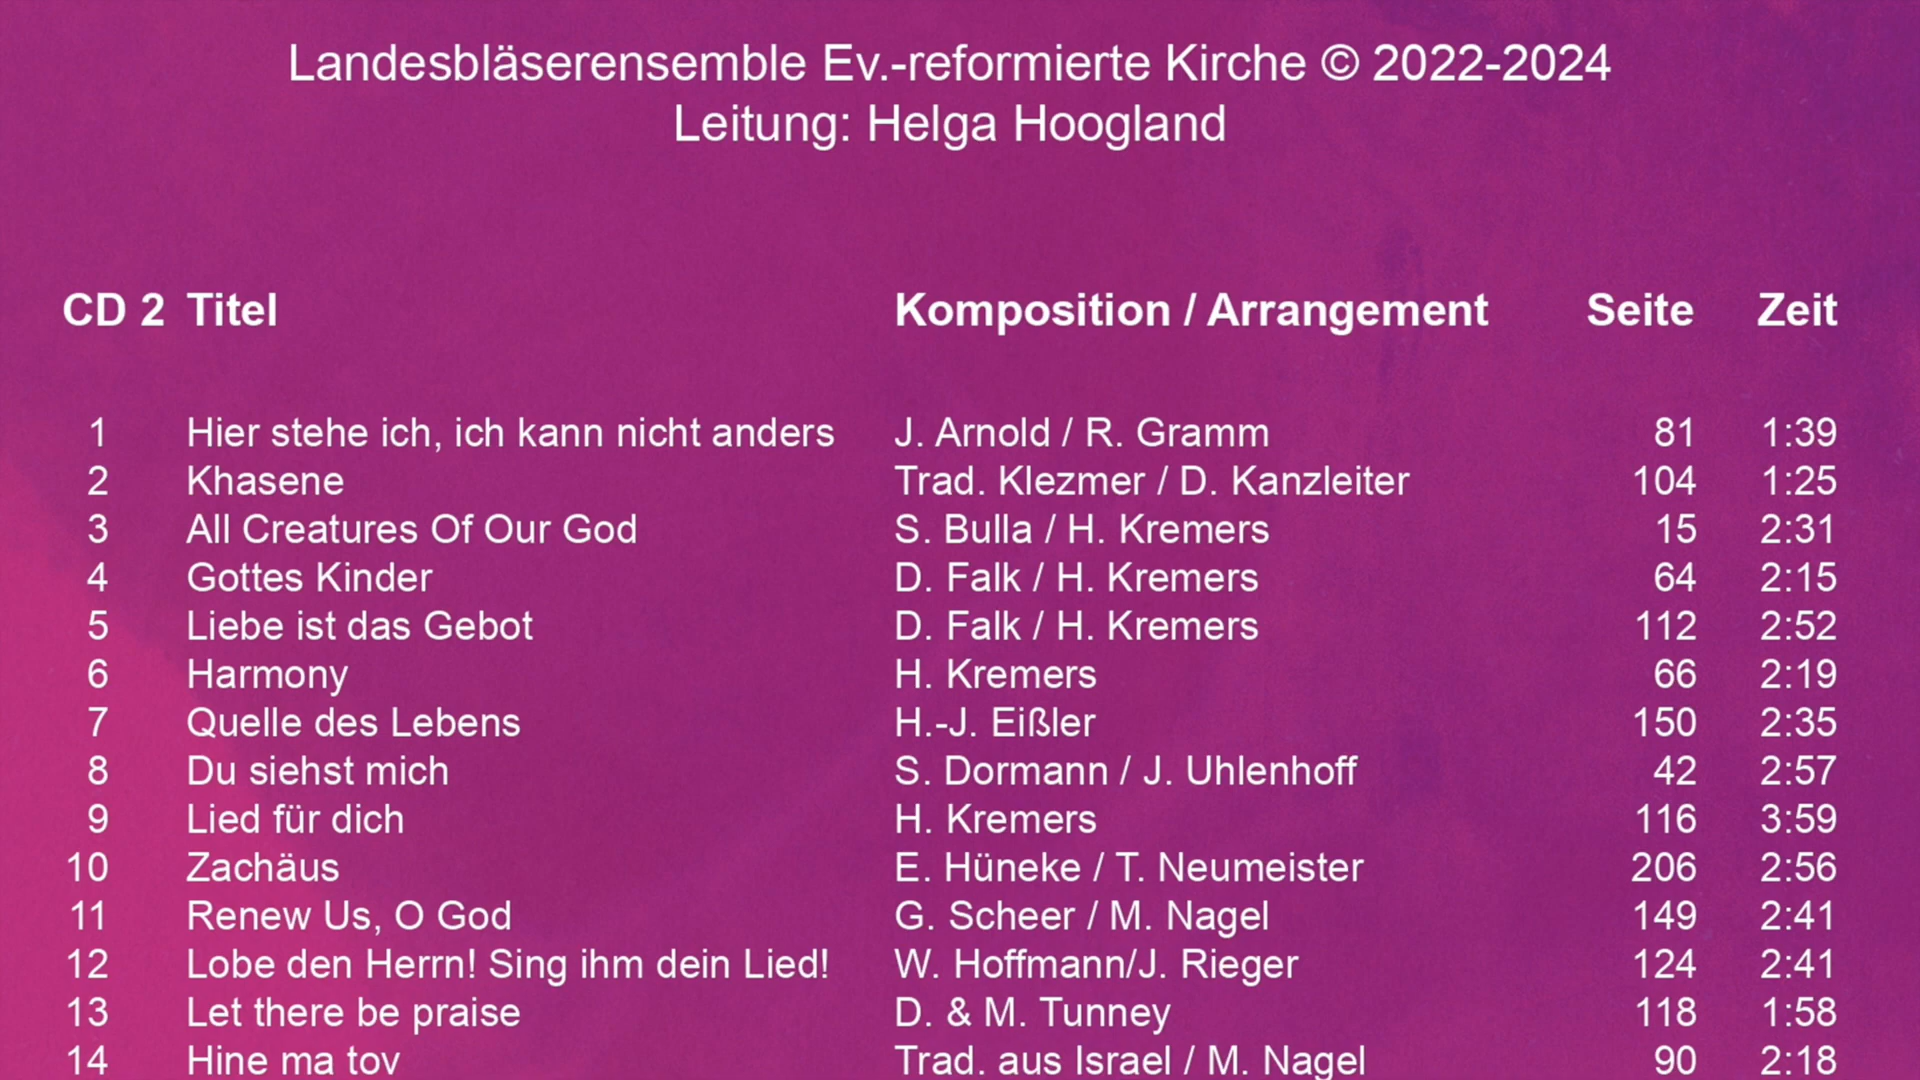 Landesbläserensemble Ev.-reformierte Kirche © 2022-2024
Leitung: Helga Hoogland
CD 2 Titel Komposition / Arrangement Seite Zeit
1 Hier stehe ich, ich kann nicht anders J. Arnold / R. Gramm 81 1:39
2 Khasene Trad. Klezmer / D. Kanzleiter 104 1:25
3 All Creatures Of Our God S. Bulla / H. Kremers 15 2:31
4 Gottes Kinder D. Falk / H. Kremers 64 2:15
5 Liebe ist das Gebot D. Falk / H. Kremers 112 2:52
6 Harmony H. Kremers 66 2:19
7 Quelle des Lebens H.-J. Eißler 150 2:35
8 Du siehst mich S. Dormann / J. Uhlenhoff 42 2:57
9 Lied für dich H. Kremers 116 3:59
10 Zachäus E. Hüneke / T. Neumeister 206 2:56
11 Renew Us, O God G. Scheer / M. Nagel 149 2:41
12 Lobe den Herrn! Sing ihm dein Lied! W. Hoffmann/J. Rieger 124 2:41
13 Let there be praise D. & M. Tunney 118 1:58
14 Hine ma tov Trad. aus Israel / M. Nagel 90 2:18